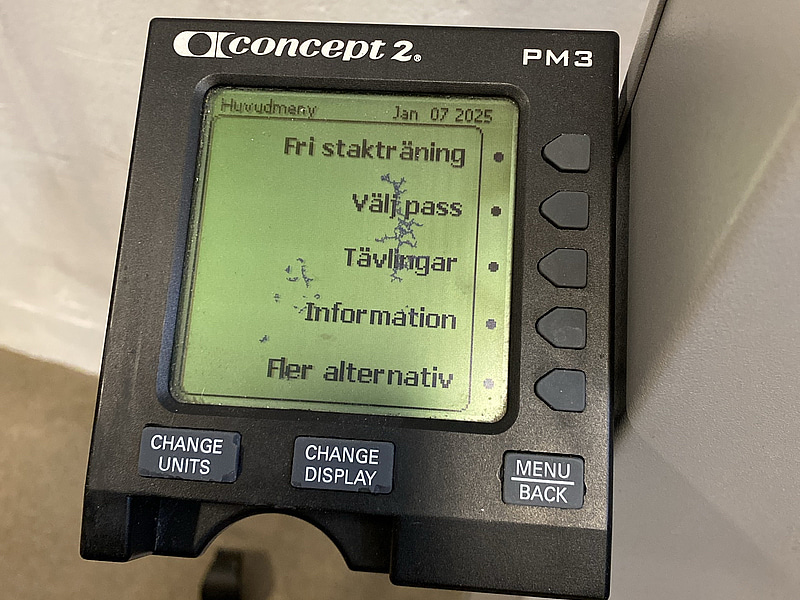 concept 2®
PM3
Huvudmeny Jan 07 2025
Fri stakträning
Välj pass
Tävlingar
Information
Fler alternativ
CHANGE
UNITS
CHANGE
DISPLAY
MENU
BACK